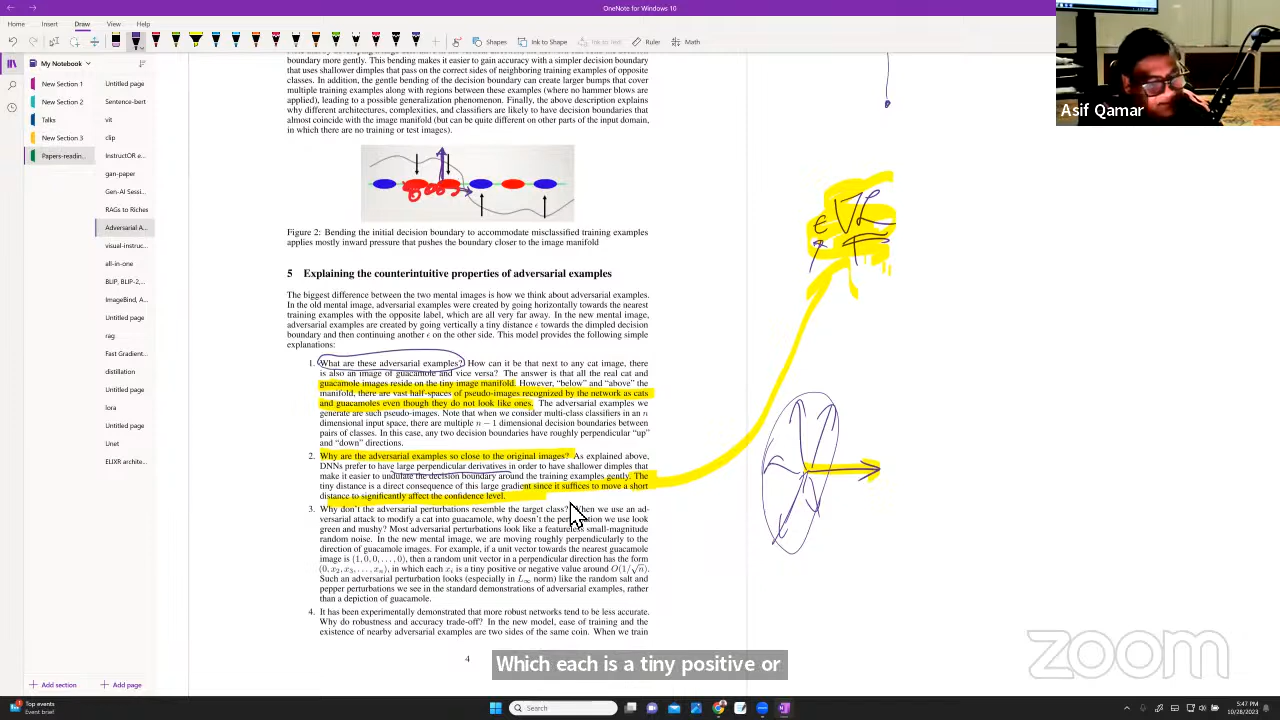 OneNote for Windows 10
Home Insert Draw View Help
Shapes Ink to Shape Ink to Text Ruler Math
My Notebook
New Section 1
New Section 2
Talks
New Section 3
Papers-readin...
Untitled page
Sentence-bert
vit
clip
InstructOR e...
gan-paper
Gen-AI Sessi...
RAGs to Riches
Adversarial A...
visual-instruc...
all-in-one
BLIP, BLIP-2,...
ImageBind, A...
Untitled page
rag
Fast Gradient...
distillation
Untitled page
lora
Untitled page
Unet
ELIXR archite...
Add section Add page
boundary more gently. This bending makes it easier to gain accuracy with a simpler decision boundary
that uses shallower dimples that pass on the correct sides of neighboring training examples of opposite
classes. In addition, the gentle bending of the decision boundary can create larger bumps that cover
multiple training examples along with regions between these examples (where no hammer blows are
applied), leading to a possible generalization phenomenon. Finally, the above description explains
why different architectures, complexities, and classifiers are likely to have decision boundaries that
almost coincide with the image manifold (but can be quite different on other parts of the input domain,
in which there are no training or test images).
Figure 2: Bending the initial decision boundary to accommodate misclassified training examples
applies mostly inward pressure that pushes the boundary closer to the image manifold
5 Explaining the counterintuitive properties of adversarial examples
The biggest difference between the two mental images is how we think about adversarial examples.
In the old mental image, adversarial examples were created by going horizontally towards the nearest
training examples with the opposite label, which are all very far away. In the new mental image,
adversarial examples are created by going vertically a tiny distance ϵ towards the dimpled decision
boundary and then continuing another ϵ on the other side. This model provides the following simple
explanations:
1. What are these adversarial examples? How can it be that next to any cat image, there
is also an image of guacamole and vice versa? The answer is that all the real cat and
guacamole images reside on the tiny image manifold. However, “below” and “above” the
manifold, there are vast half-spaces of pseudo-images recognized by the network as cats
and guacamoles even though they do not look like ones. The adversarial examples we
generate are such pseudo-images. Note that when we consider multi-class classifiers in an n
dimensional input space, there are multiple n − 1 dimensional decision boundaries between
pairs of classes. In this case, any two decision boundaries have roughly perpendicular “up”
and “down” directions.
2. Why are the adversarial examples so close to the original images? As explained above,
DNNs prefer to have large perpendicular derivatives in order to have shallower dimples that
make it easier to undulate the decision boundary around the training examples gently. The
tiny distance is a direct consequence of this large gradient since it suffices to move a short
distance to significantly affect the confidence level.
3. Why don't the adversarial perturbations resemble the target class? When we use an ad-
versarial attack to modify a cat into guacamole, why doesn't the perturbation we use look
green and mushy? Most adversarial perturbations look like a featureless small-magnitude
random noise. In the new mental image, we are moving roughly perpendicularly to the
direction of guacamole images. For example, if a unit vector towards the nearest guacamole
image is (1, 0, 0, . . . , 0), then a random unit vector in a perpendicular direction has the form
(0, x₂, x₃, . . . , xₙ), in which each xᵢ is a tiny positive or negative value around O(1/√n).
Such an adversarial perturbation looks (especially in L∞ norm) like the random salt and
pepper perturbations we see in the standard demonstrations of adversarial examples, rather
than a depiction of guacamole.
4. It has been experimentally demonstrated that more robust networks tend to be less accurate.
Why do robustness and accuracy trade-off? In the new model, ease of training and the
existence of nearby adversarial examples are two sides of the same coin. When we train
4
ϵ∇L
Asif Qamar
zoom
Which each is a tiny positive or
Top events
Event brief
Search
5:47 PM
10/28/2023